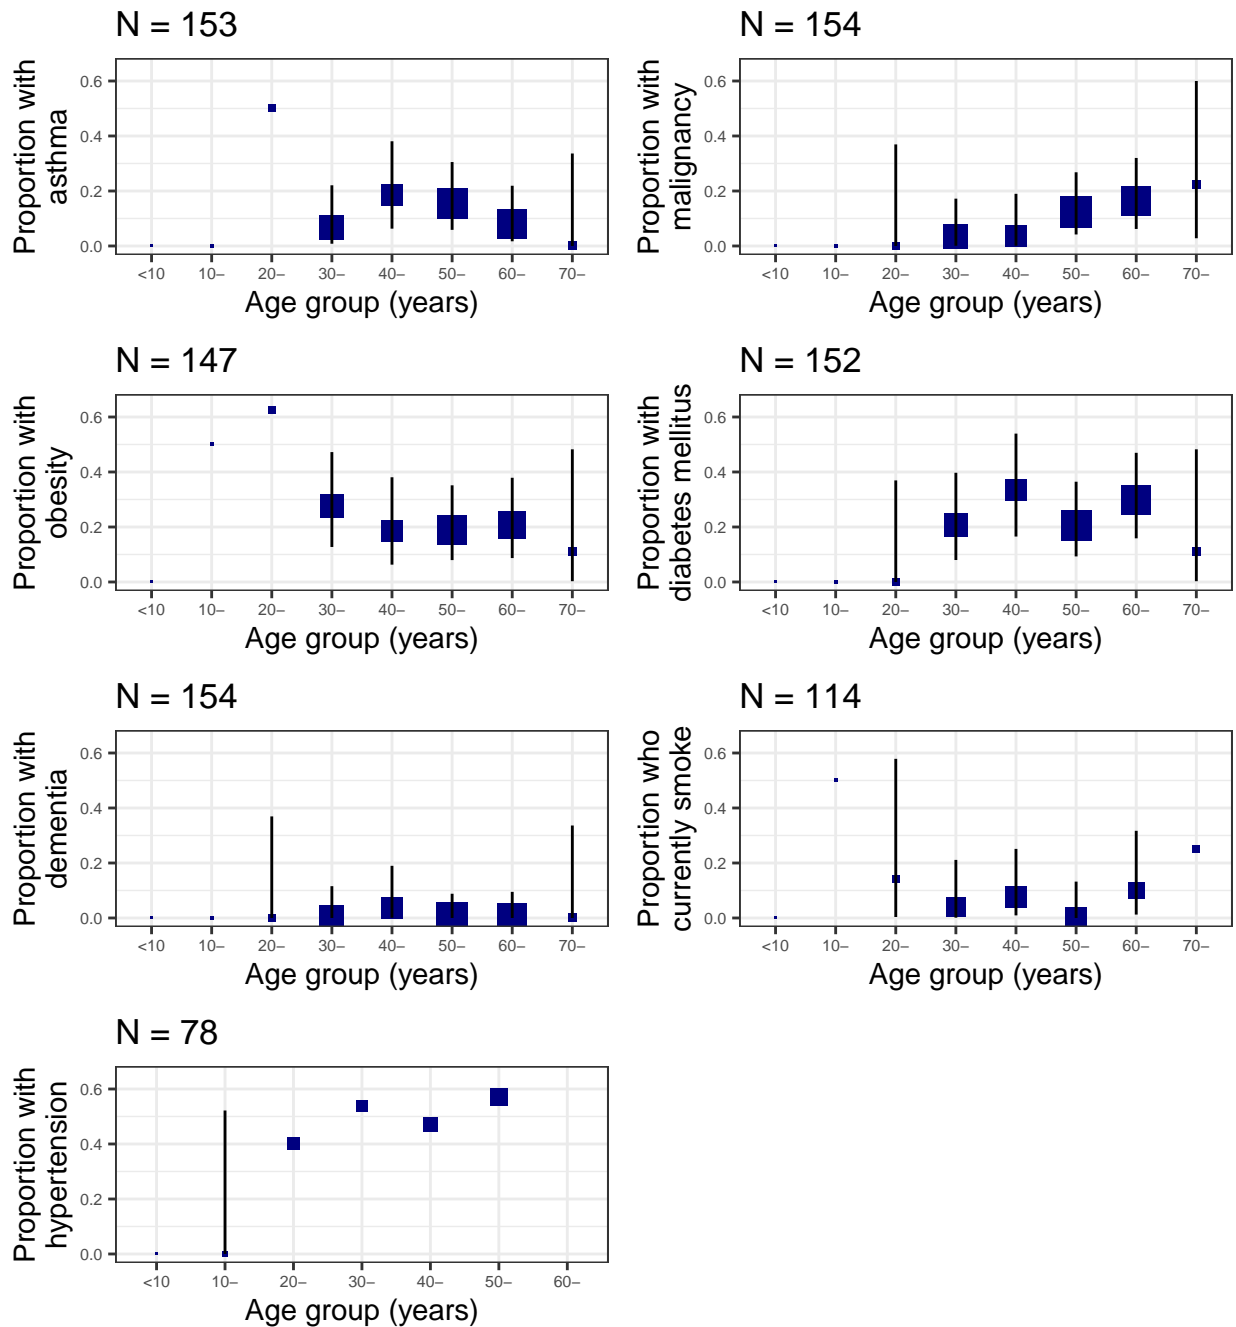 N = 153
Proportion with
asthma
0.6
0.4
0.2
0.0
<10 10– 20– 30– 40– 50– 60– 70–
Age group (years)
N = 154
Proportion with
malignancy
0.6
0.4
0.2
0.0
<10 10– 20– 30– 40– 50– 60– 70–
Age group (years)
N = 147
Proportion with
obesity
0.6
0.4
0.2
0.0
<10 10– 20– 30– 40– 50– 60– 70–
Age group (years)
N = 152
Proportion with
diabetes mellitus
0.6
0.4
0.2
0.0
<10 10– 20– 30– 40– 50– 60– 70–
Age group (years)
N = 154
Proportion with
dementia
0.6
0.4
0.2
0.0
<10 10– 20– 30– 40– 50– 60– 70–
Age group (years)
N = 114
Proportion who
currently smoke
0.6
0.4
0.2
0.0
<10 10– 20– 30– 40– 50– 60– 70–
Age group (years)
N = 78
Proportion with
hypertension
0.6
0.4
0.2
0.0
<10 10– 20– 30– 40– 50– 60–
Age group (years)